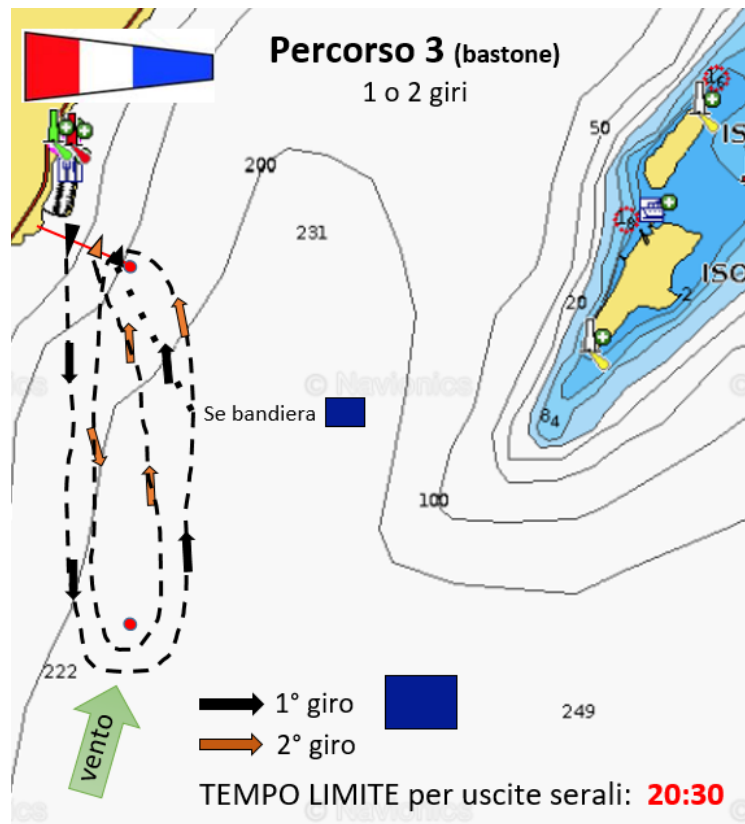 Percorso 3 (bastone)
1 o 2 giri
50
ISO
200
231
ISO
2
20
Se bandiera
8₄
© Navionics
100
222
1° giro
vento
249
2° giro
TEMPO LIMITE per uscite serali: 20:30